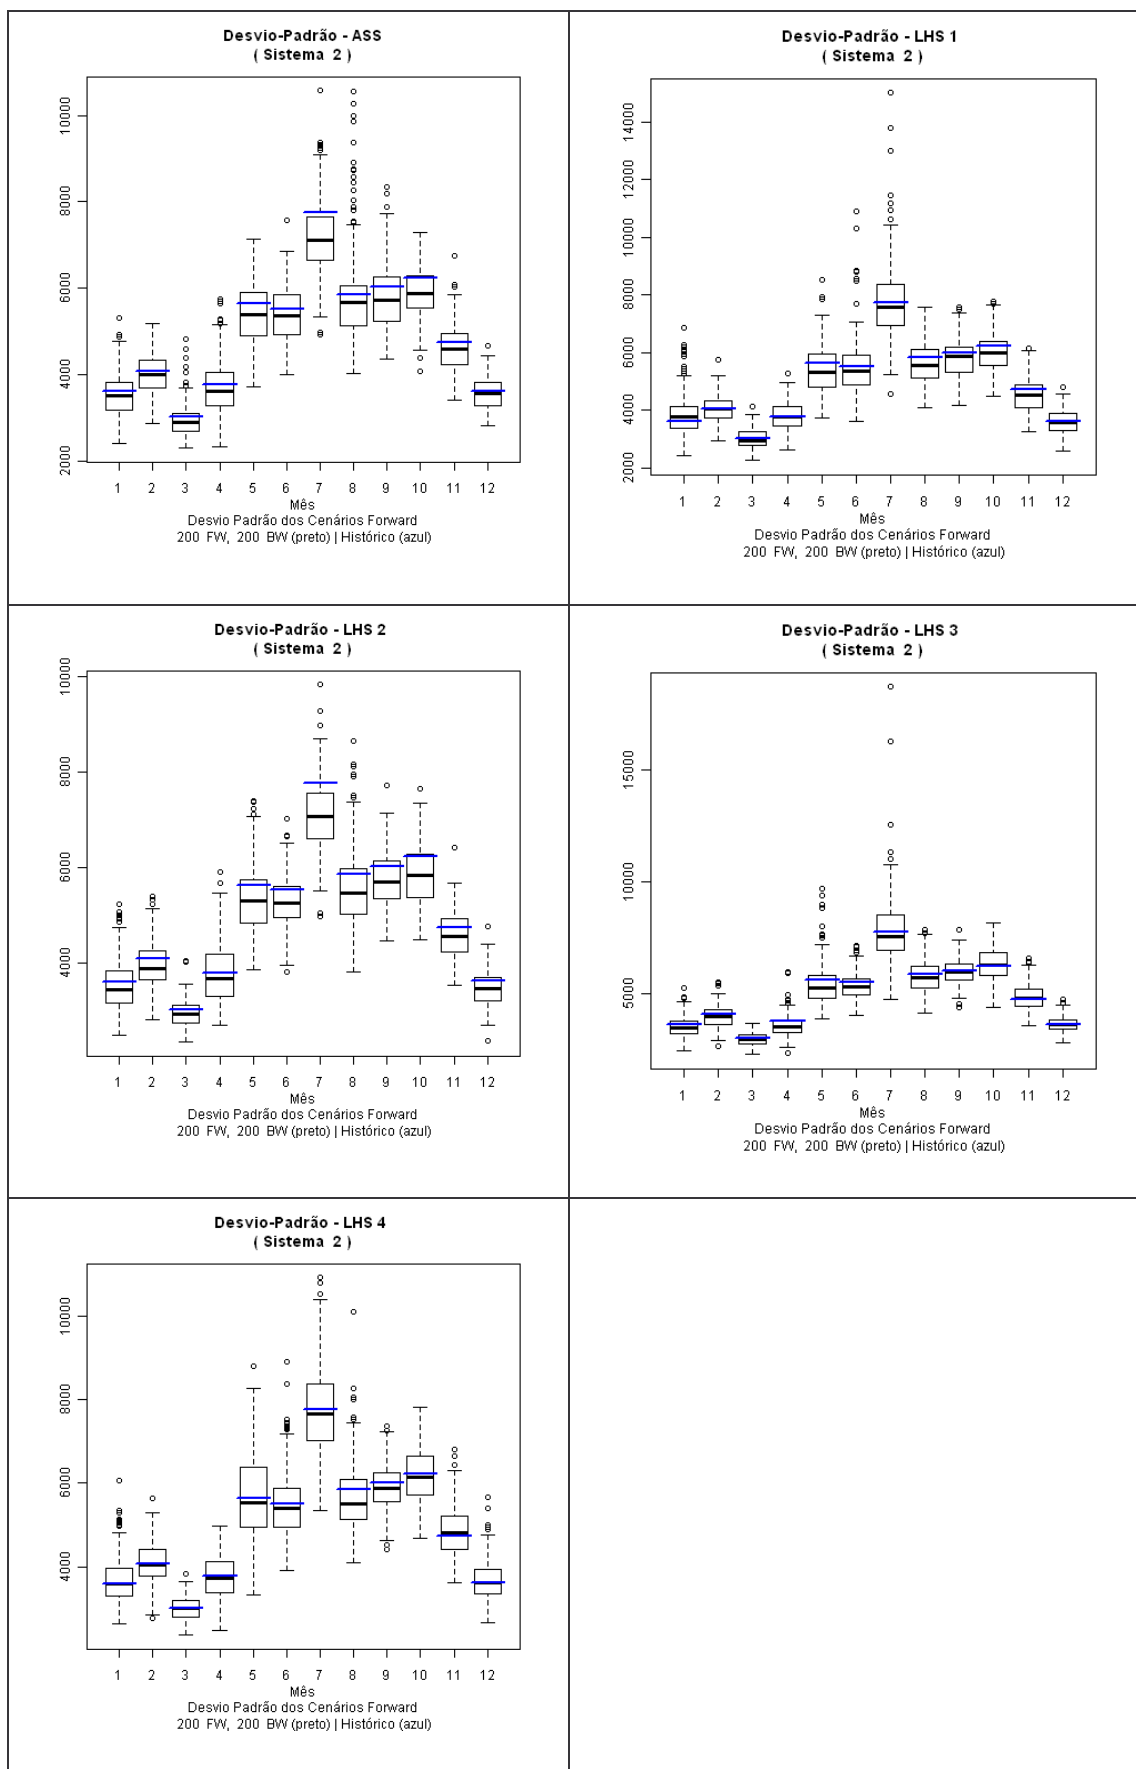 Desvio-Padrão - ASS
( Sistema 2 )
10000
8000
6000
4000
2000
1 2 3 4 5 6 7 8 9 10 11 12
Mês
Desvio Padrão dos Cenários Forward
200 FW, 200 BW (preto) | Histórico (azul)
Desvio-Padrão - LHS 1
( Sistema 2 )
14000
12000
10000
8000
6000
4000
2000
1 2 3 4 5 6 7 8 9 10 11 12
Mês
Desvio Padrão dos Cenários Forward
200 FW, 200 BW (preto) | Histórico (azul)
Desvio-Padrão - LHS 2
( Sistema 2 )
10000
8000
6000
4000
1 2 3 4 5 6 7 8 9 10 11 12
Mês
Desvio Padrão dos Cenários Forward
200 FW, 200 BW (preto) | Histórico (azul)
Desvio-Padrão - LHS 3
( Sistema 2 )
15000
10000
5000
1 2 3 4 5 6 7 8 9 10 11 12
Mês
Desvio Padrão dos Cenários Forward
200 FW, 200 BW (preto) | Histórico (azul)
Desvio-Padrão - LHS 4
( Sistema 2 )
10000
8000
6000
4000
1 2 3 4 5 6 7 8 9 10 11 12
Mês
Desvio Padrão dos Cenários Forward
200 FW, 200 BW (preto) | Histórico (azul)